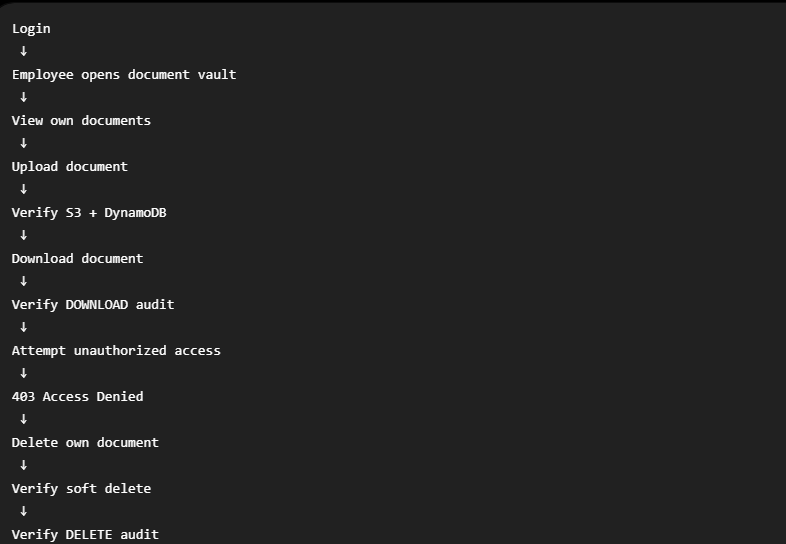 Login
↓
Employee opens document vault
↓
View own documents
↓
Upload document
↓
Verify S3 + DynamoDB
↓
Download document
↓
Verify DOWNLOAD audit
↓
Attempt unauthorized access
↓
403 Access Denied
↓
Delete own document
↓
Verify soft delete
↓
Verify DELETE audit